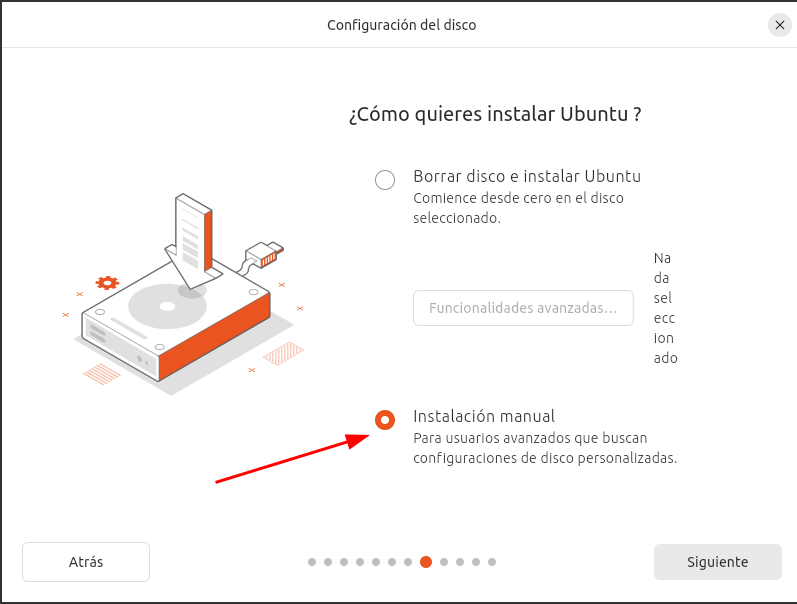 Configuración del disco
¿Cómo quieres instalar Ubuntu ?
Borrar disco e instalar Ubuntu
Comience desde cero en el disco
seleccionado.
Funcionalidades avanzadas...
Na
da
sel
ecc
ion
ado
Instalación manual
Para usuarios avanzados que buscan
configuraciones de disco personalizadas.
Atrás
Siguiente